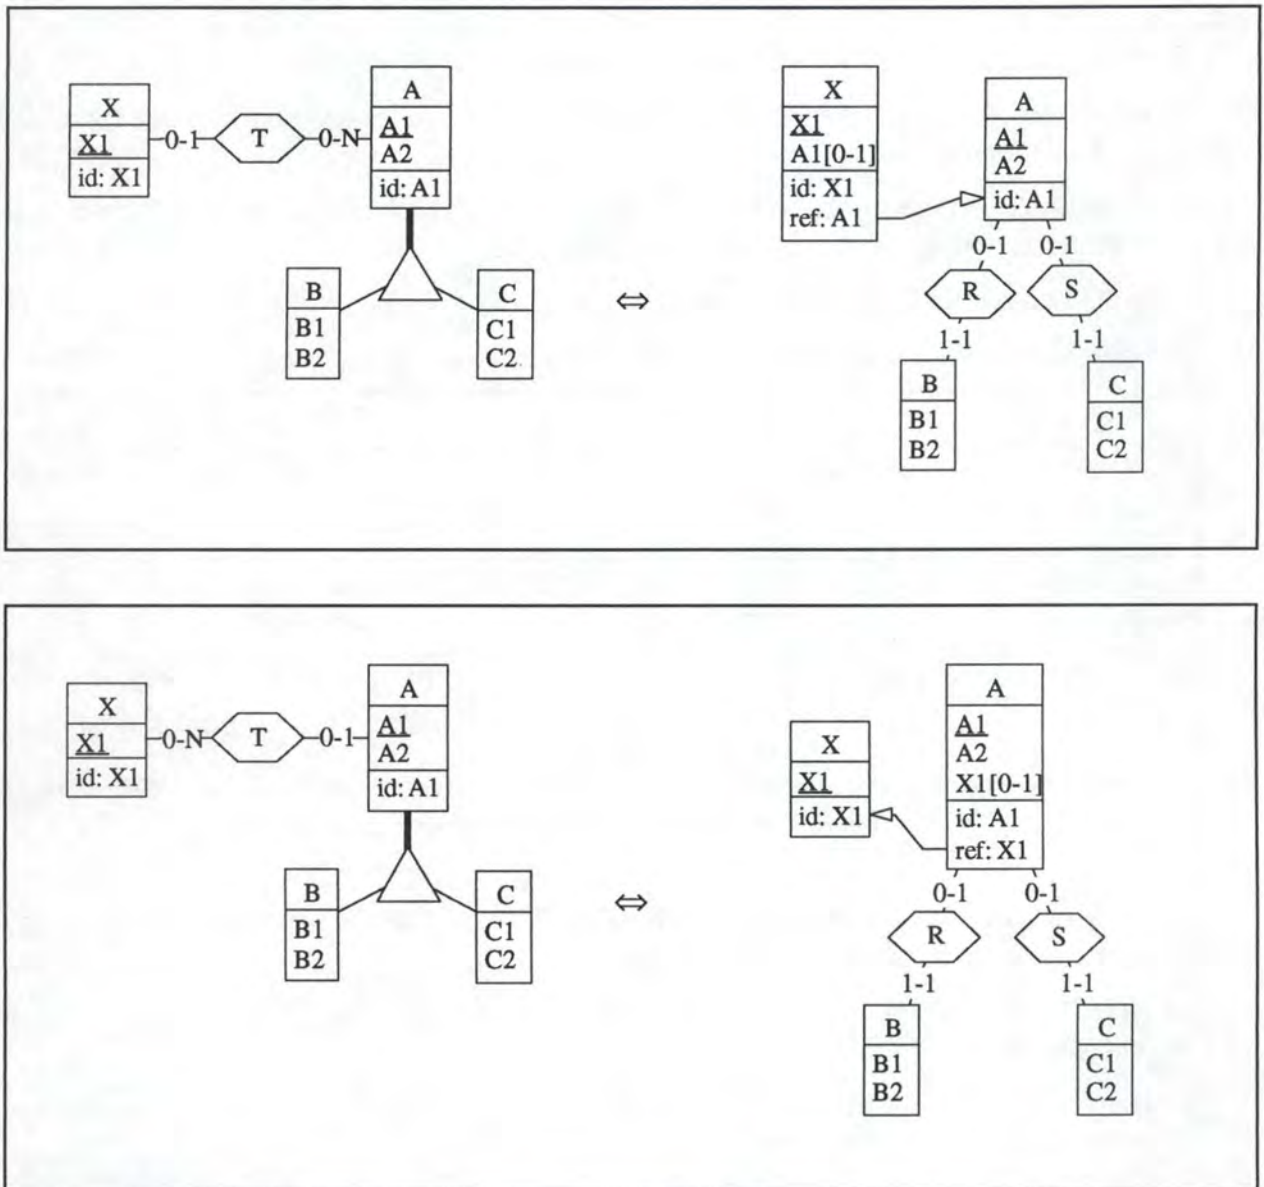 X
X1
id: X1
0-1
T
0-N
A
A1
A2
id: A1
B
B1
B2
C
C1
C2
⇔
X
X1
A1[0-1]
id: X1
ref: A1
A
A1
A2
id: A1
0-1
0-1
R
S
1-1
1-1
B
B1
B2
C
C1
C2
X
X1
id: X1
0-N
T
0-1
A
A1
A2
id: A1
B
B1
B2
C
C1
C2
⇔
X
X1
id: X1
A
A1
A2
X1[0-1]
id: A1
ref: X1
0-1
0-1
R
S
1-1
1-1
B
B1
B2
C
C1
C2